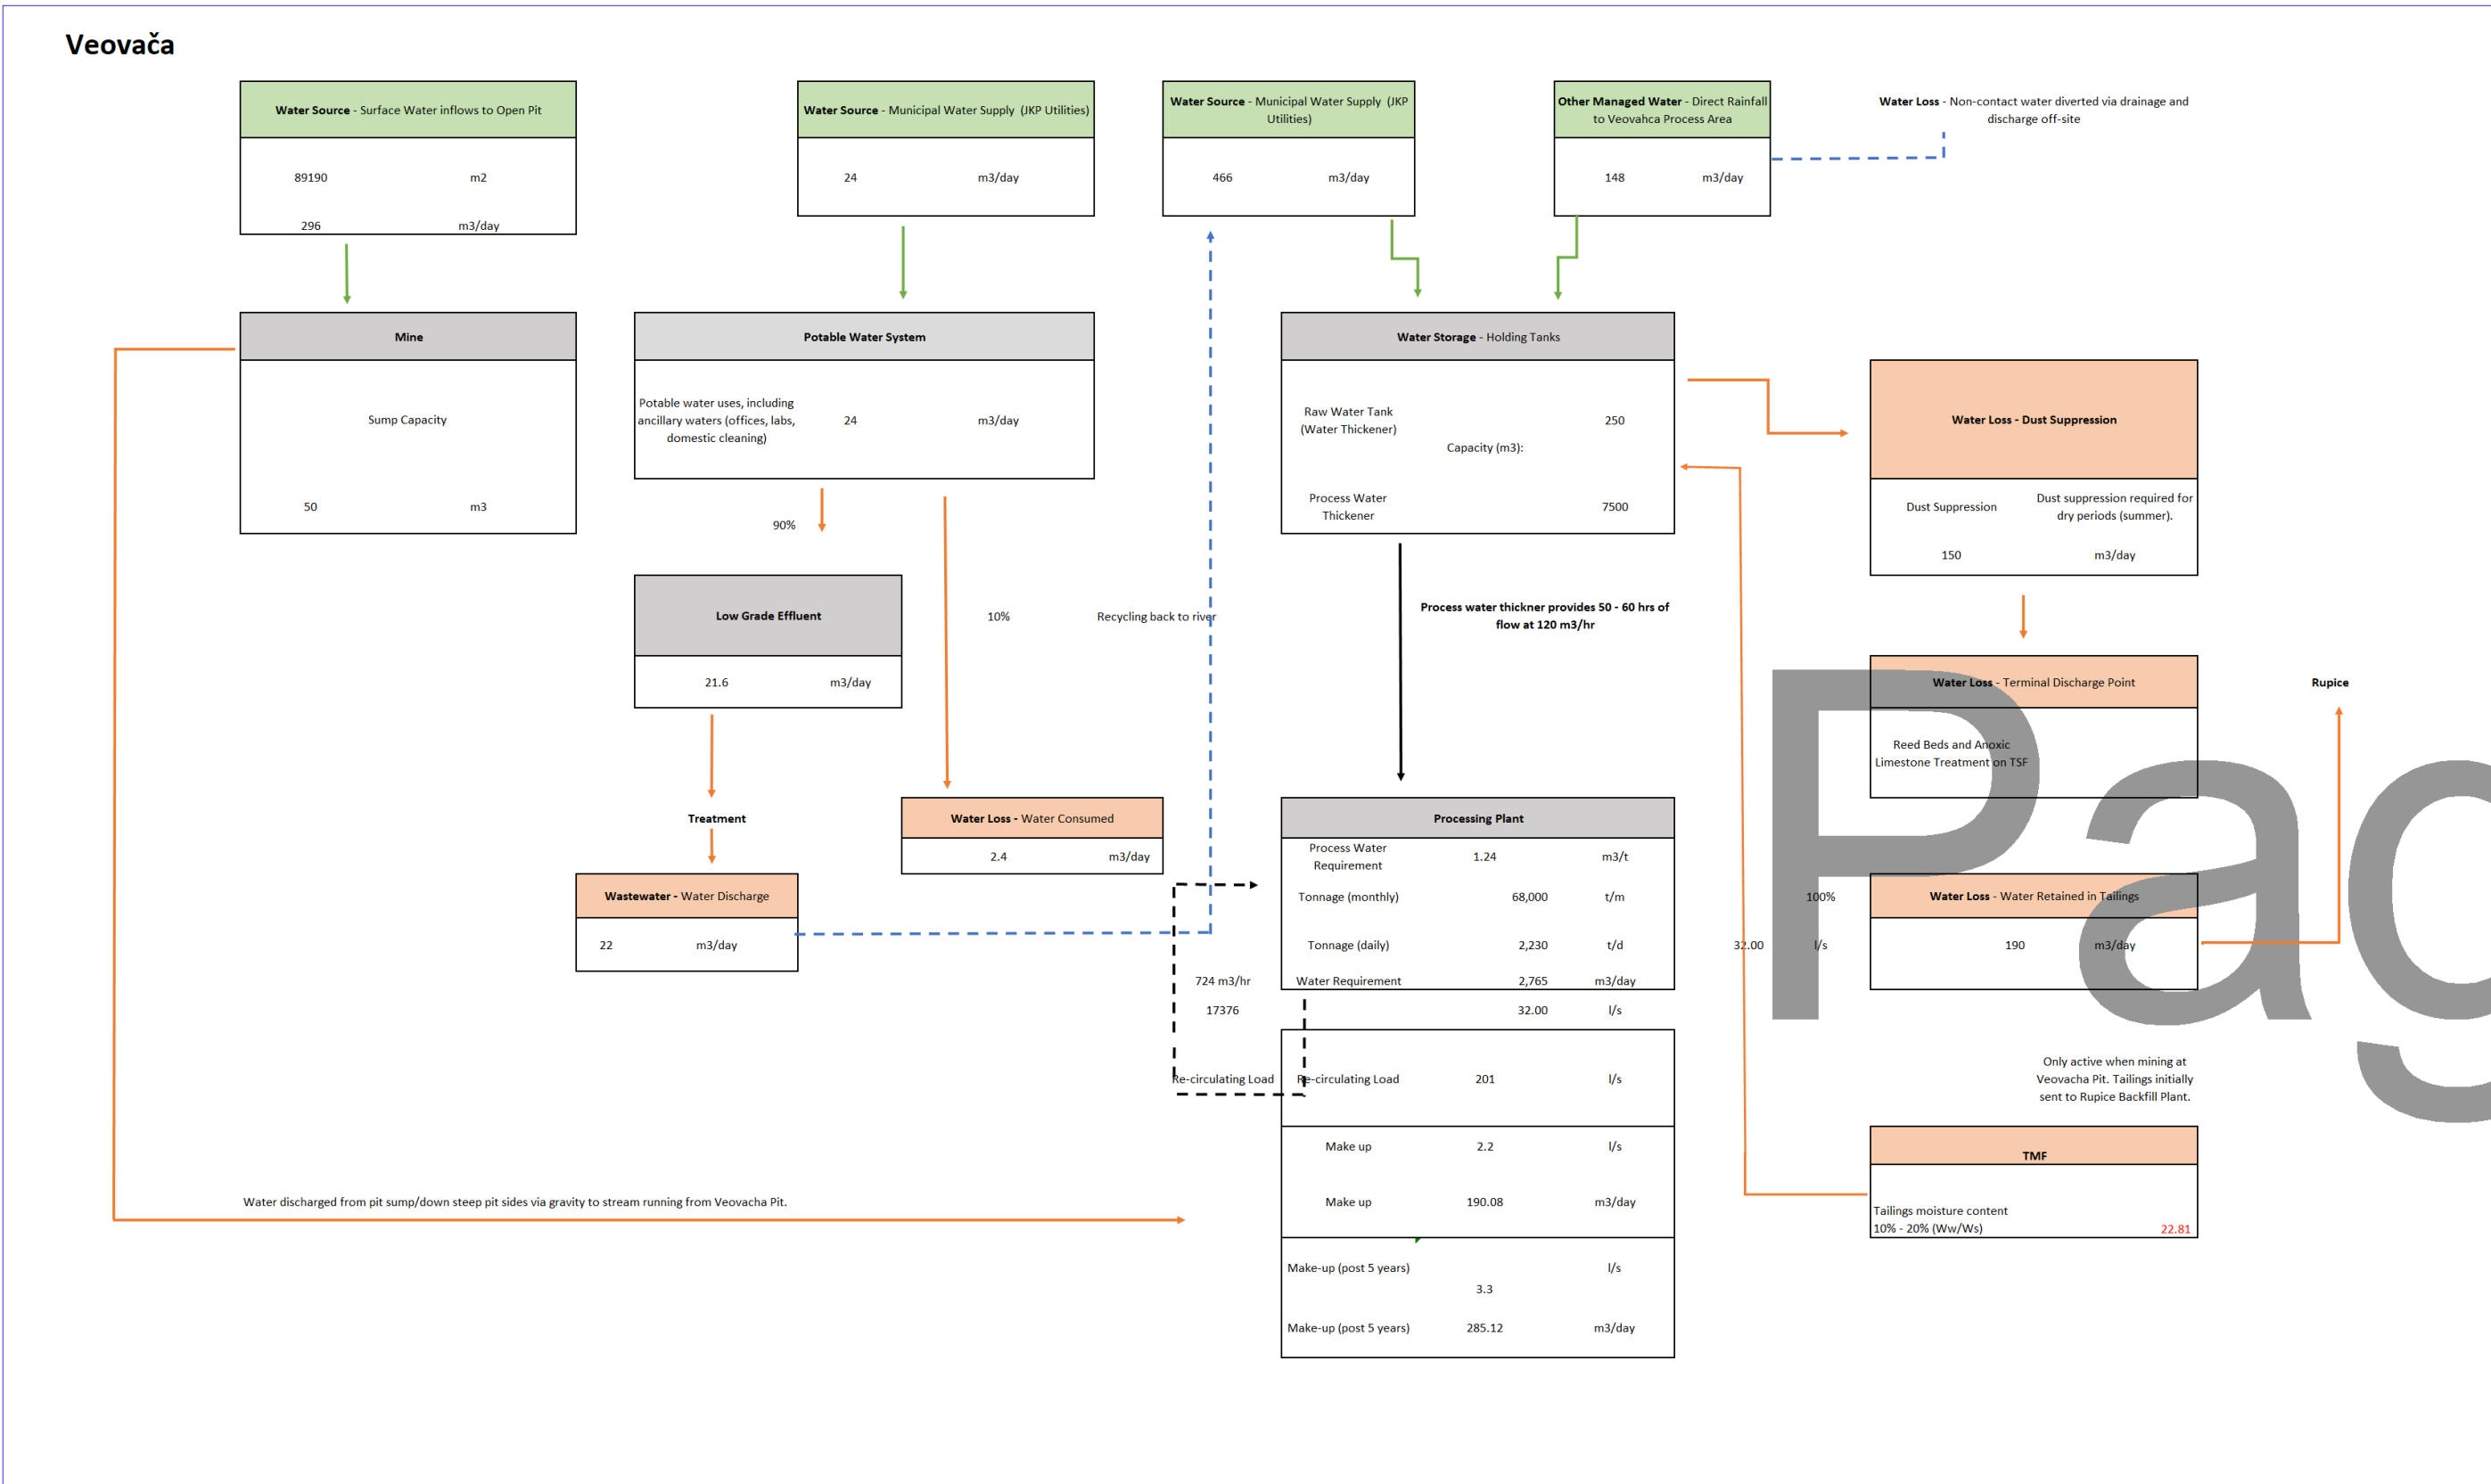 Veovača
Water Source - Surface Water inflows to Open Pit
89190 m2
296 m3/day
Water Source - Municipal Water Supply (JKP Utilities)
24 m3/day
Water Source - Municipal Water Supply (JKP
Utilities)
466 m3/day
Other Managed Water - Direct Rainfall
to Veovahca Process Area
148 m3/day
Water Loss - Non-contact water diverted via drainage and
discharge off-site
Mine
Sump Capacity
50 m3
Potable Water System
Potable water uses, including
ancillary waters (offices, labs,
domestic cleaning)
24 m3/day
90%
10%
Recycling back to river
Low Grade Effluent
21.6 m3/day
Treatment
Water Loss - Water Consumed
2.4 m3/day
Wastewater - Water Discharge
22 m3/day
Water Storage - Holding Tanks
Raw Water Tank
(Water Thickener)
250
Capacity (m3):
Process Water
Thickener
7500
Process water thickner provides 50 - 60 hrs of
flow at 120 m3/hr
Water Loss - Dust Suppression
Dust Suppression
Dust suppression required for
dry periods (summer).
150 m3/day
Water Loss - Terminal Discharge Point
Reed Beds and Anoxic
Limestone Treatment on TSF
Rupice
Processing Plant
Process Water
Requirement
1.24 m3/t
Tonnage (monthly) 68,000 t/m
Tonnage (daily) 2,230 t/d
Water Requirement 2,765 m3/day
32.00 l/s
724 m3/hr
17376
Re-circulating Load
Re-circulating Load 201 l/s
Make up 2.2 l/s
Make up 190.08 m3/day
Make-up (post 5 years) l/s
3.3
Make-up (post 5 years) 285.12 m3/day
100%
32.00 l/s
Water Loss - Water Retained in Tailings
190 m3/day
Only active when mining at
Veovacha Pit. Tailings initially
sent to Rupice Backfill Plant.
TMF
Tailings moisture content
10% - 20% (Ww/Ws) 22.81
Water discharged from pit sump/down steep pit sides via gravity to stream running from Veovacha Pit.
Pag